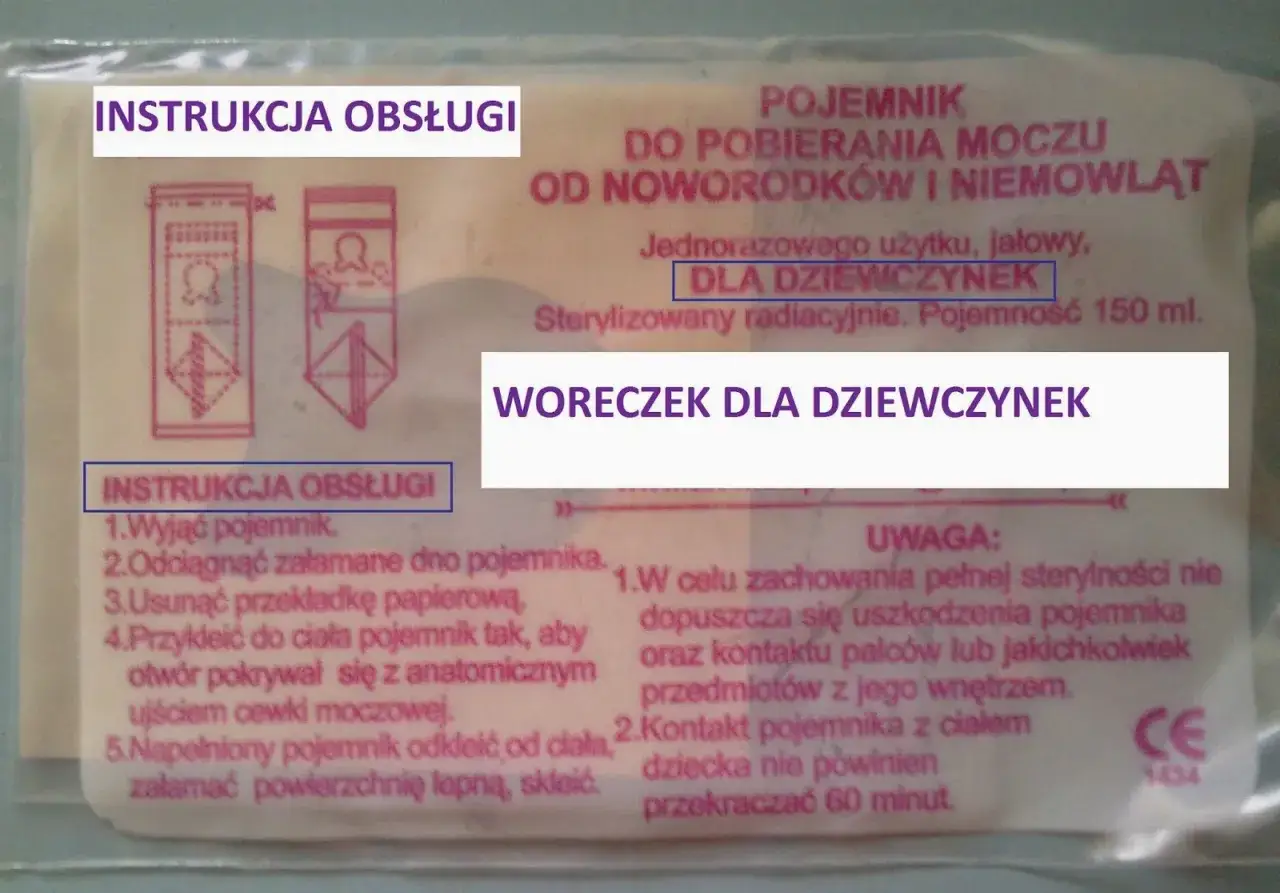 INSTRUKCJA OBSŁUGI
POJEMNIK
DO POBIERANIA MOCZU
OD NOWORODKÓW I NIEMOWLĄT
Jednorazowego użytku, jałowy.
DLA DZIEWCZYNEK
Sterylizowany radiacyjnie. Pojemność 150 ml.
WORECZEK DLA DZIEWCZYNEK
INSTRUKCJA OBSŁUGI
1.Wyjąć pojemnik.
2.Odciągnąć załamane dno pojemnika.
3.Usunąć przekładkę papierową,
4.Przykleić do ciała pojemnik tak, aby
otwór pokrywał się z anatomicznym
ujściem cewki moczowej.
5.Napełniony pojemnik odkleić od ciała,
załamać powierzchnię lepną, skleić.
UWAGA:
1.W celu zachowania pełnej sterylności nie
dopuszcza się uszkodzenia pojemnika
oraz kontaktu palców lub jakichkolwiek
przedmiotów z jego wnętrzem.
2.Kontakt pojemnika z ciałem
dziecka nie powinien
przekraczać 60 minut.
CE
1434